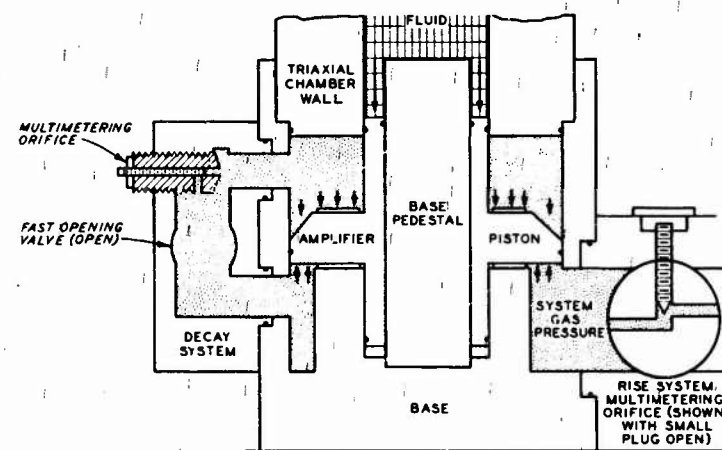 FLUID
TRIAXIAL
CHAMBER
WALL
MULTIMETERING
ORIFICE
BASE
PEDESTAL
FAST OPENING
VALVE (OPEN)
AMPLIFIER
PISTON
SYSTEM
GAS
PRESSURE
DECAY
SYSTEM
BASE
RISE SYSTEM,
MULTIMETERING
ORIFICE (SHOWN
WITH SMALL
PLUG OPEN)